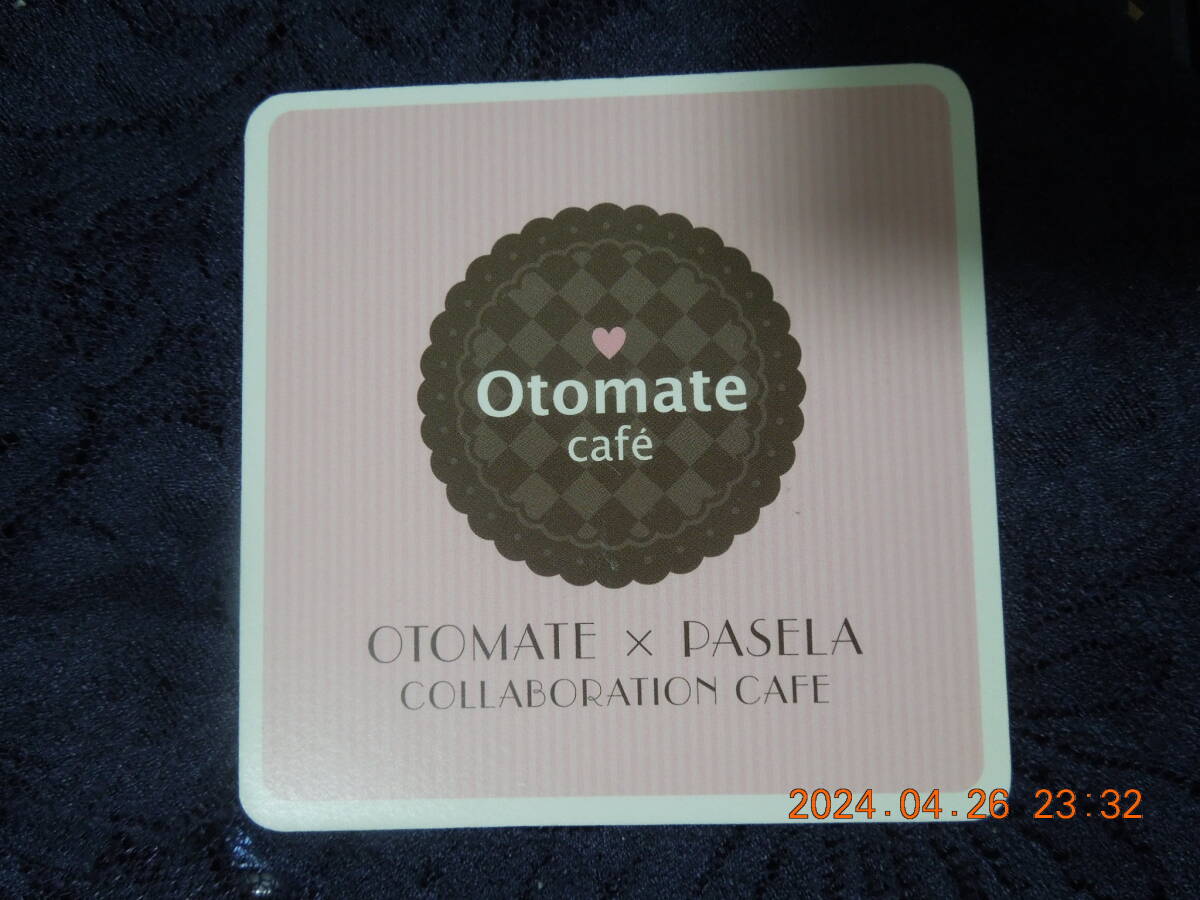 Otomate
café
OTOMATE × PASELA
COLLABORATION CAFE
2024.04.26 23:32